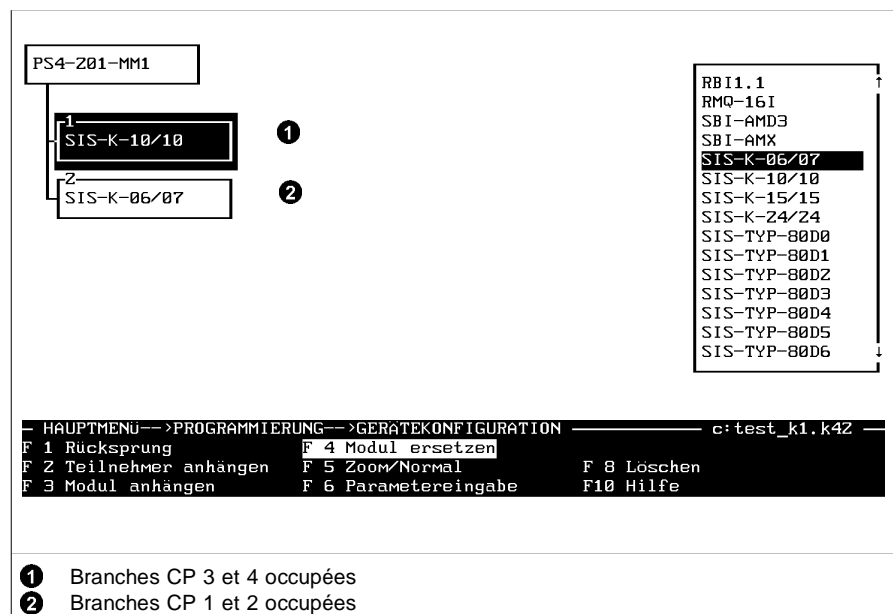 PS4-201-MM1
1
SIS-K-10/10
❶
2
SIS-K-06/07
❷
RBI1.1 ↑
RMQ-16I
SBI-AMD3
SBI-AMX
SIS-K-06/07
SIS-K-10/10
SIS-K-15/15
SIS-K-24/24
SIS-TYP-80D0
SIS-TYP-80D1
SIS-TYP-80D2
SIS-TYP-80D3
SIS-TYP-80D4
SIS-TYP-80D5
SIS-TYP-80D6 ↓
HAUPTMENü-->PROGRAMMIERUNG-->GERÄTEKONFIGURATION c:test_k1.k42
F 1 Rücksprung F 4 Modul ersetzen
F 2 Teilnehmer anhängen F 5 Zoom/Normal F 8 Löschen
F 3 Modul anhängen F 6 Parametereingabe F10 Hilfe
❶ Branches CP 3 et 4 occupées
❷ Branches CP 1 et 2 occupées